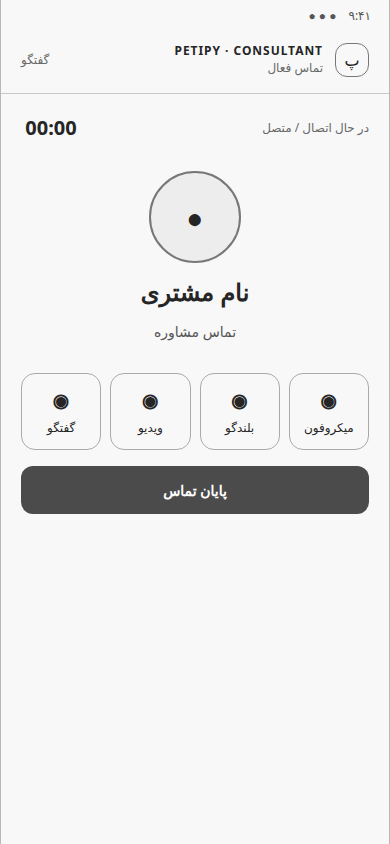 ۹:۴۱
پ
PETIPY · CONSULTANT
تماس فعال
گفتگو
در حال اتصال / متصل
00:00
نام مشتری
تماس مشاوره
میکروفون
بلندگو
ویدیو
گفتگو
پایان تماس